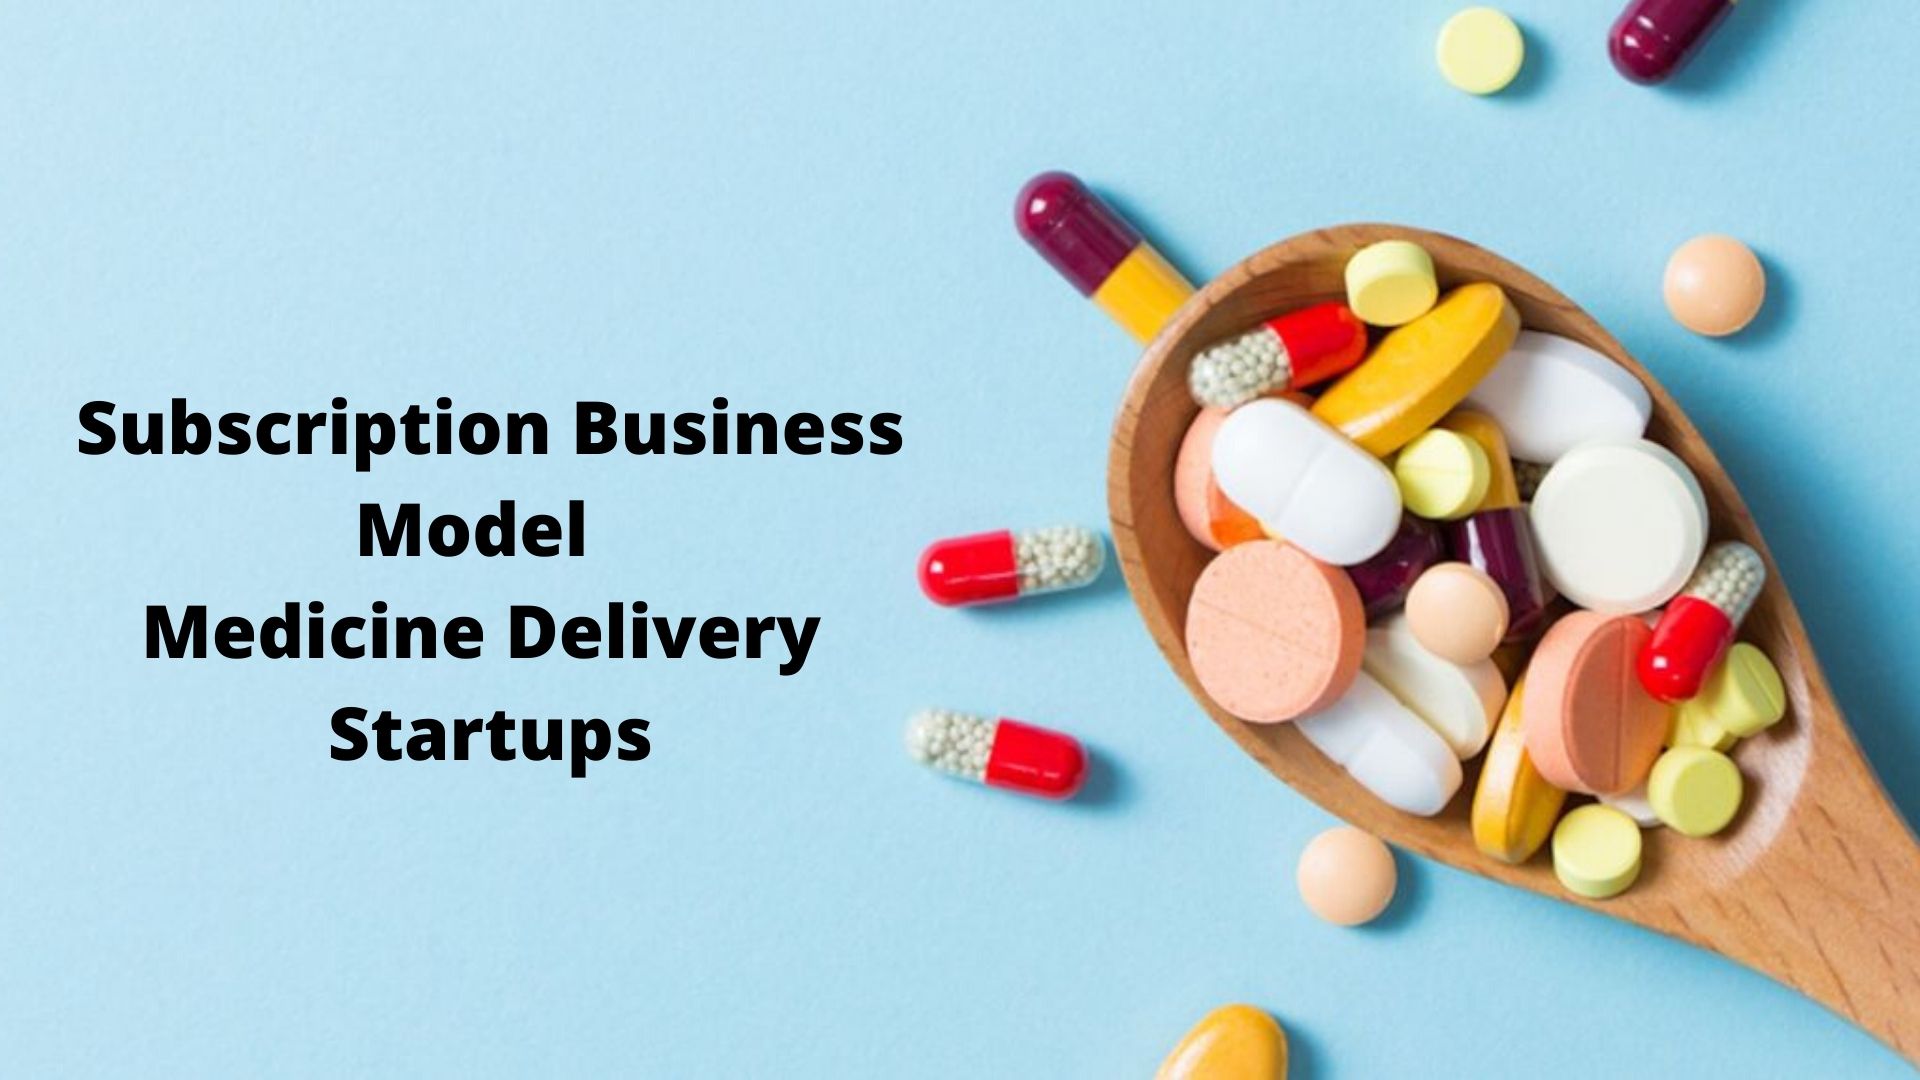 Subscription Business
Model
Medicine Delivery
Startups